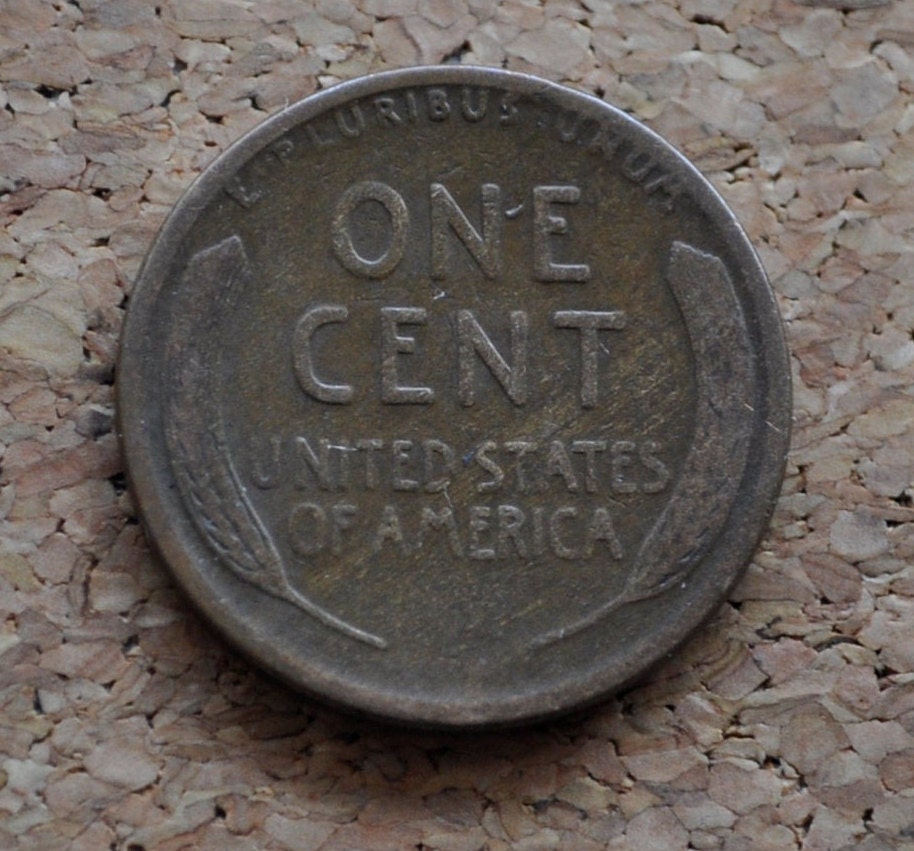 E·PLURIBUS·UNUM
ONE
CENT
UNITED STATES
OF AMERICA